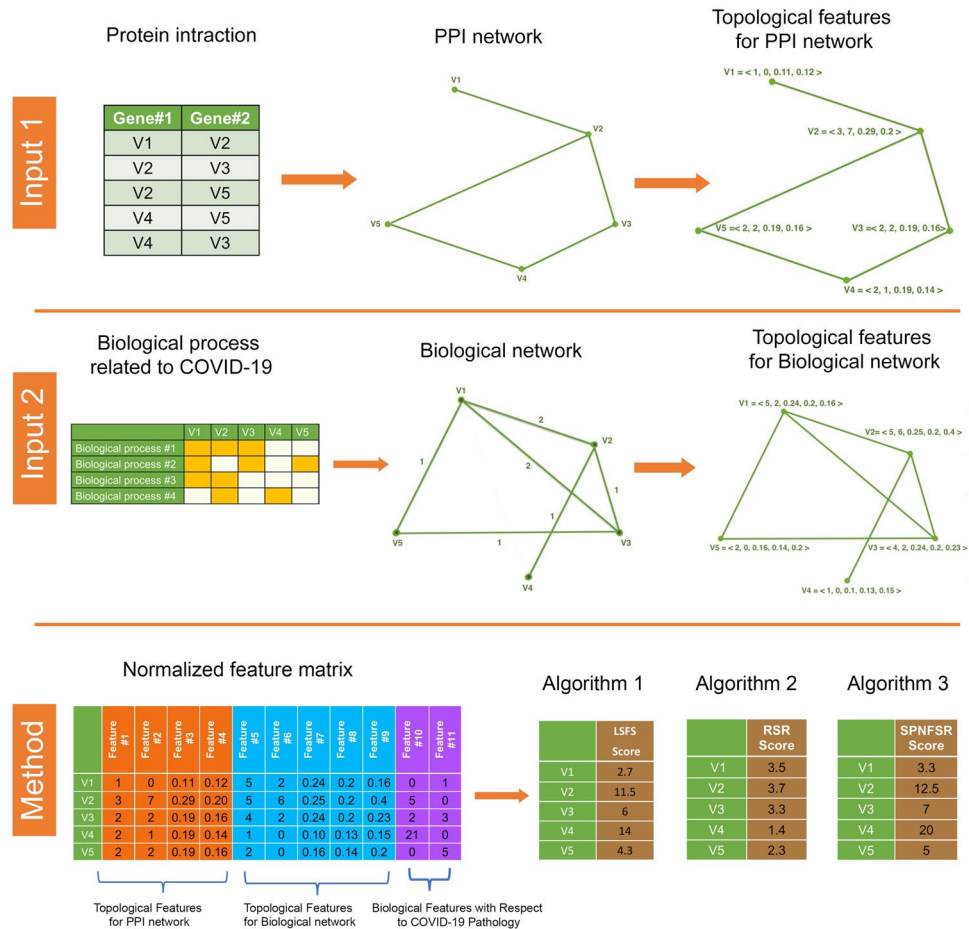 Input 1
Protein intraction
Gene#1 Gene#2
V1 V2
V2 V3
V2 V5
V4 V5
V4 V3
PPI network
V1
V2
V5
V3
V4
Topological features
for PPI network
V1 = < 1, 0, 0.11, 0.12 >
V2 = < 3, 7, 0.29, 0.2 >
V5 =< 2, 2, 0.19, 0.16 >
V3 =< 2, 2, 0.19, 0.16>
V4 = < 2, 1, 0.19, 0.14 >
Input 2
Biological process
related to COVID-19
V1 V2 V3 V4 V5
Biological process #1
Biological process #2
Biological process #3
Biological process #4
Biological network
V1
2
V2
1
2
1
1
V5
1
V3
V4
Topological features
for Biological network
V1 = < 5, 2, 0.24, 0.2, 0.16 >
V2= < 5, 6, 0.25, 0.2, 0.4 >
V5 = < 2, 0, 0.16, 0.14, 0.2 >
V3 = < 4, 2, 0.24, 0.2, 0.23 >
V4 = < 1, 0, 0.1, 0.13, 0.15 >
Method
Normalized feature matrix
Feature #1 Feature #2 Feature #3 Feature #4 Feature #5 Feature #6 Feature #7 Feature #8 Feature #9 Feature #10 Feature #11
V1 1 0 0.11 0.12 5 2 0.24 0.2 0.16 0 1
V2 3 7 0.29 0.20 5 6 0.25 0.2 0.4 5 0
V3 2 2 0.19 0.16 4 2 0.24 0.2 0.23 2 3
V4 2 1 0.19 0.14 1 0 0.10 0.13 0.15 21 0
V5 2 2 0.19 0.16 2 0 0.16 0.14 0.2 0 5
Topological Features
for PPI network
Topological Features
for Biological network
Biological Features with Respect
to COVID-19 Pathology
Algorithm 1
LSFS
Score
V1 2.7
V2 11.5
V3 6
V4 14
V5 4.3
Algorithm 2
RSR
Score
V1 3.5
V2 3.7
V3 3.3
V4 1.4
V5 2.3
Algorithm 3
SPNFSR
Score
V1 3.3
V2 12.5
V3 7
V4 20
V5 5